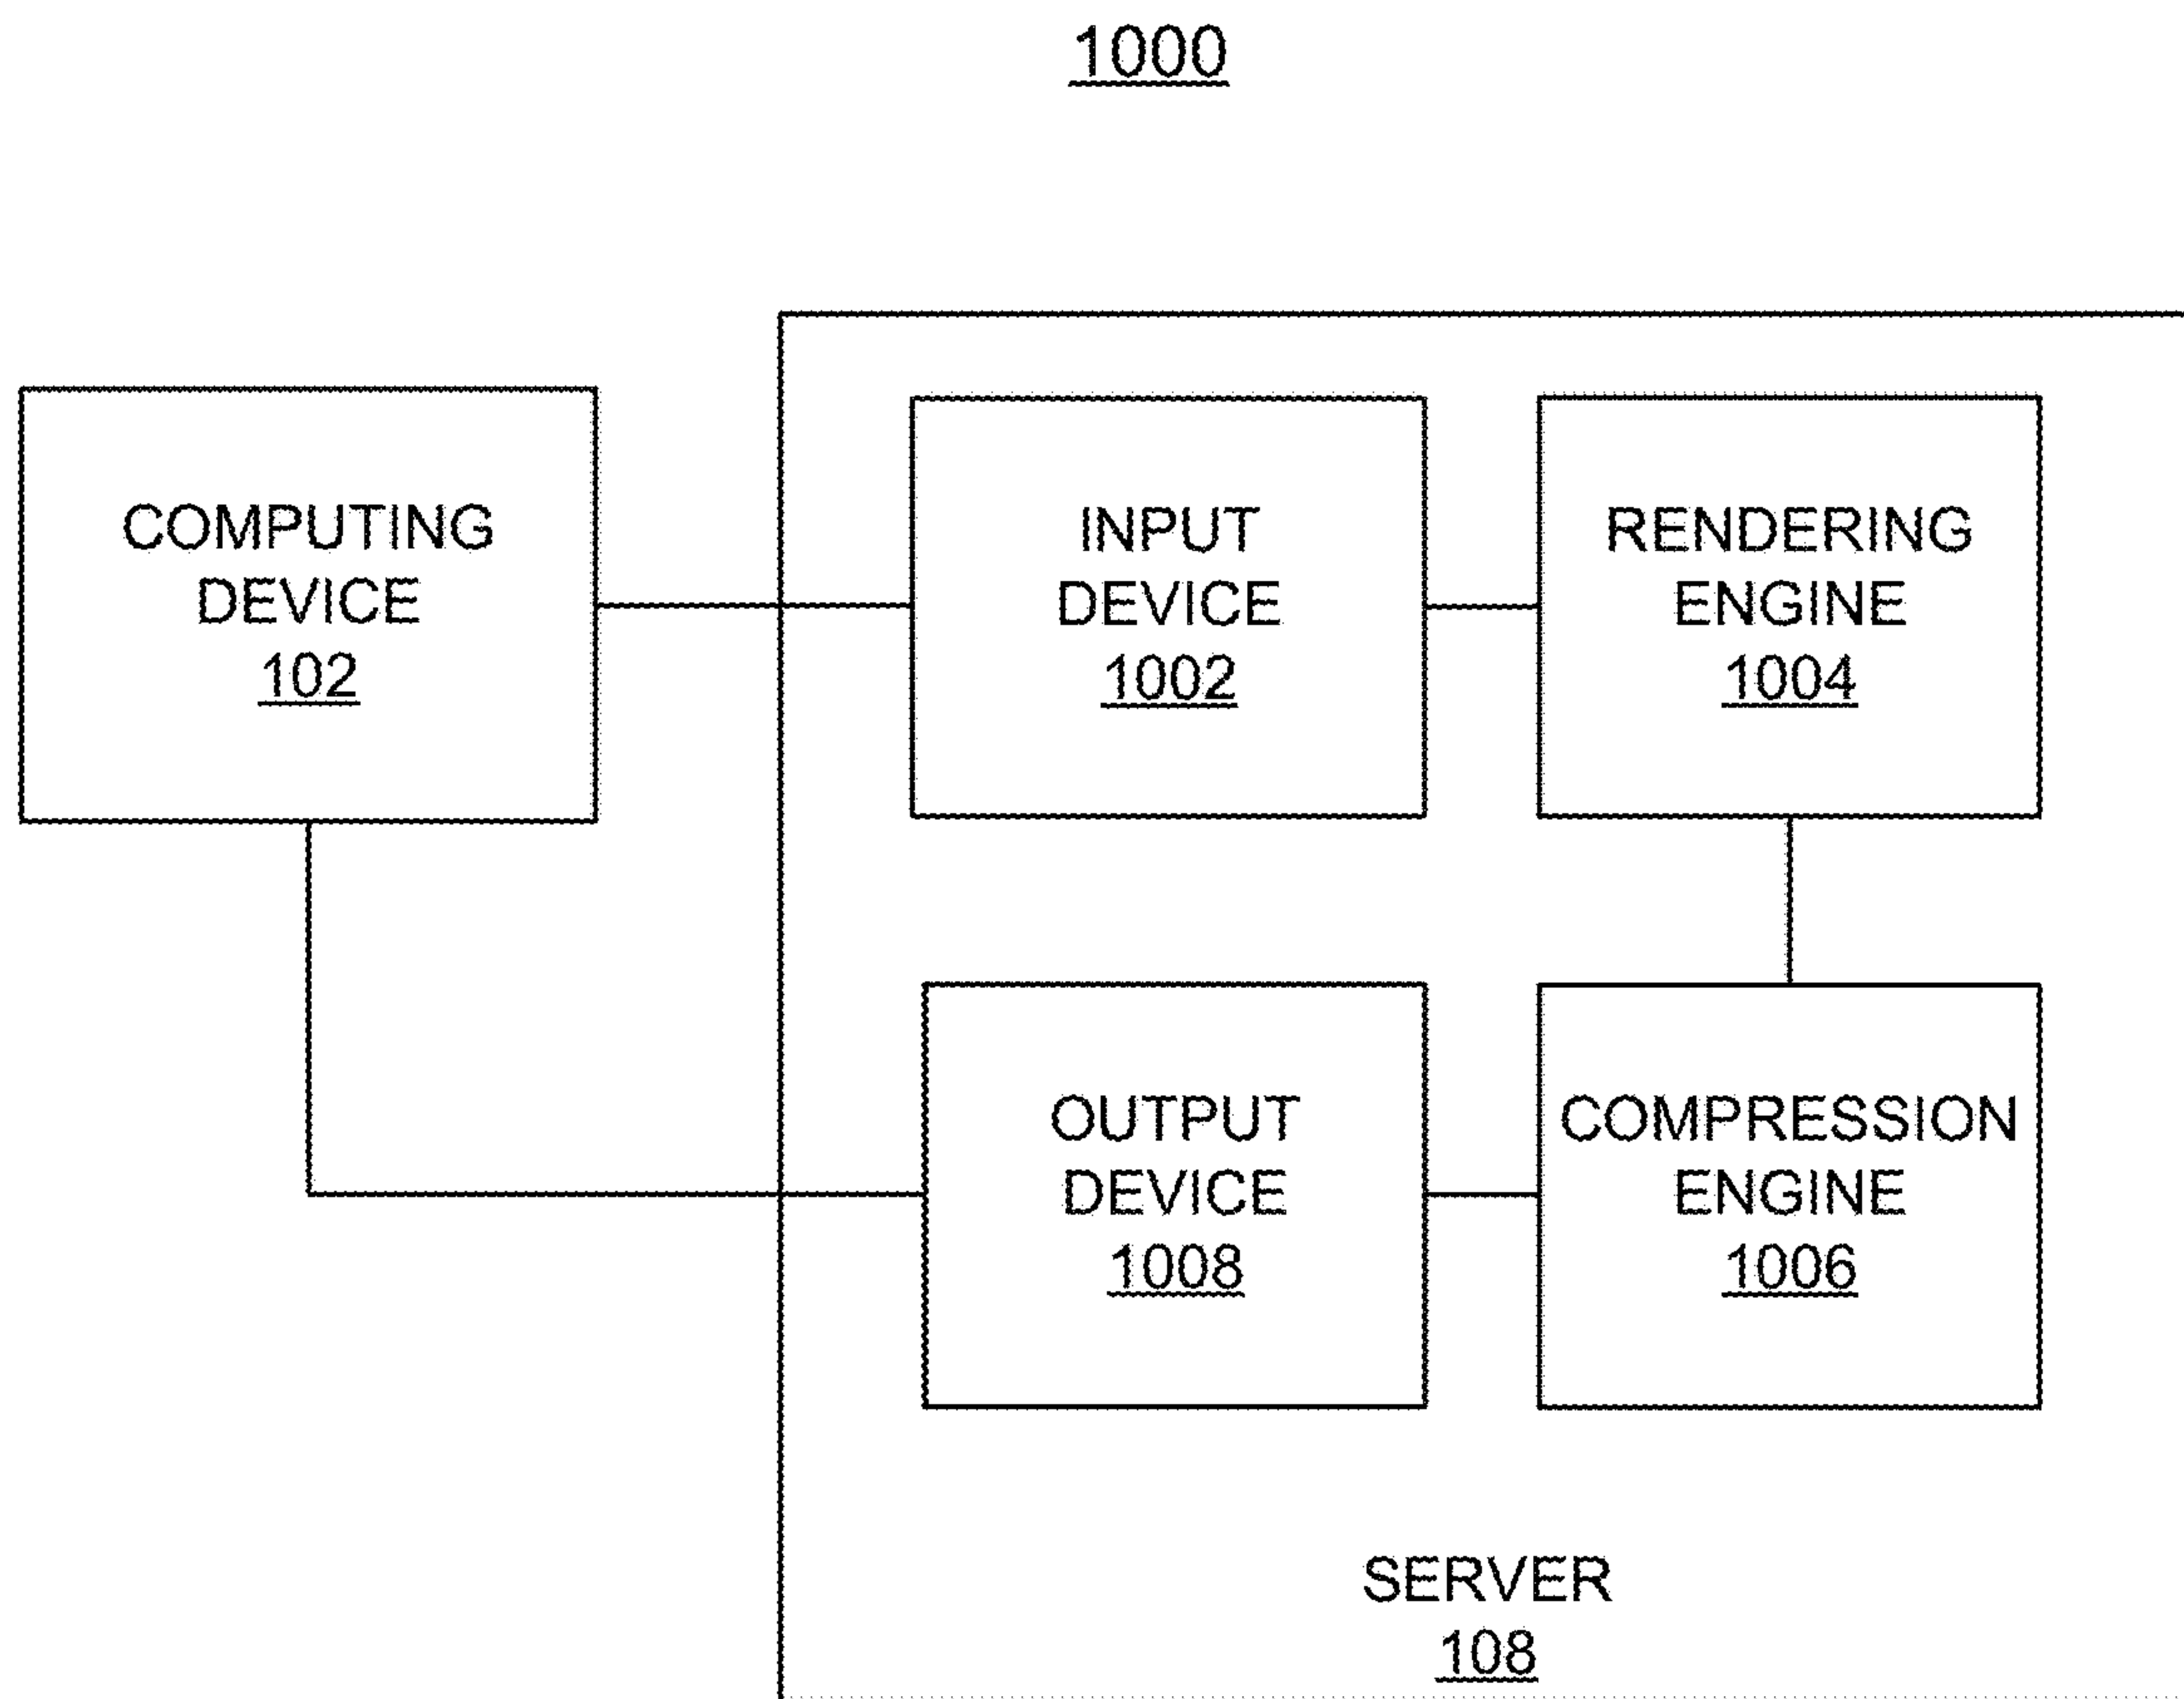 1000
COMPUTING
DEVICE
102
INPUT
DEVICE
1002
RENDERING
ENGINE
1004
OUTPUT
DEVICE
1008
COMPRESSION
ENGINE
1006
SERVER
108